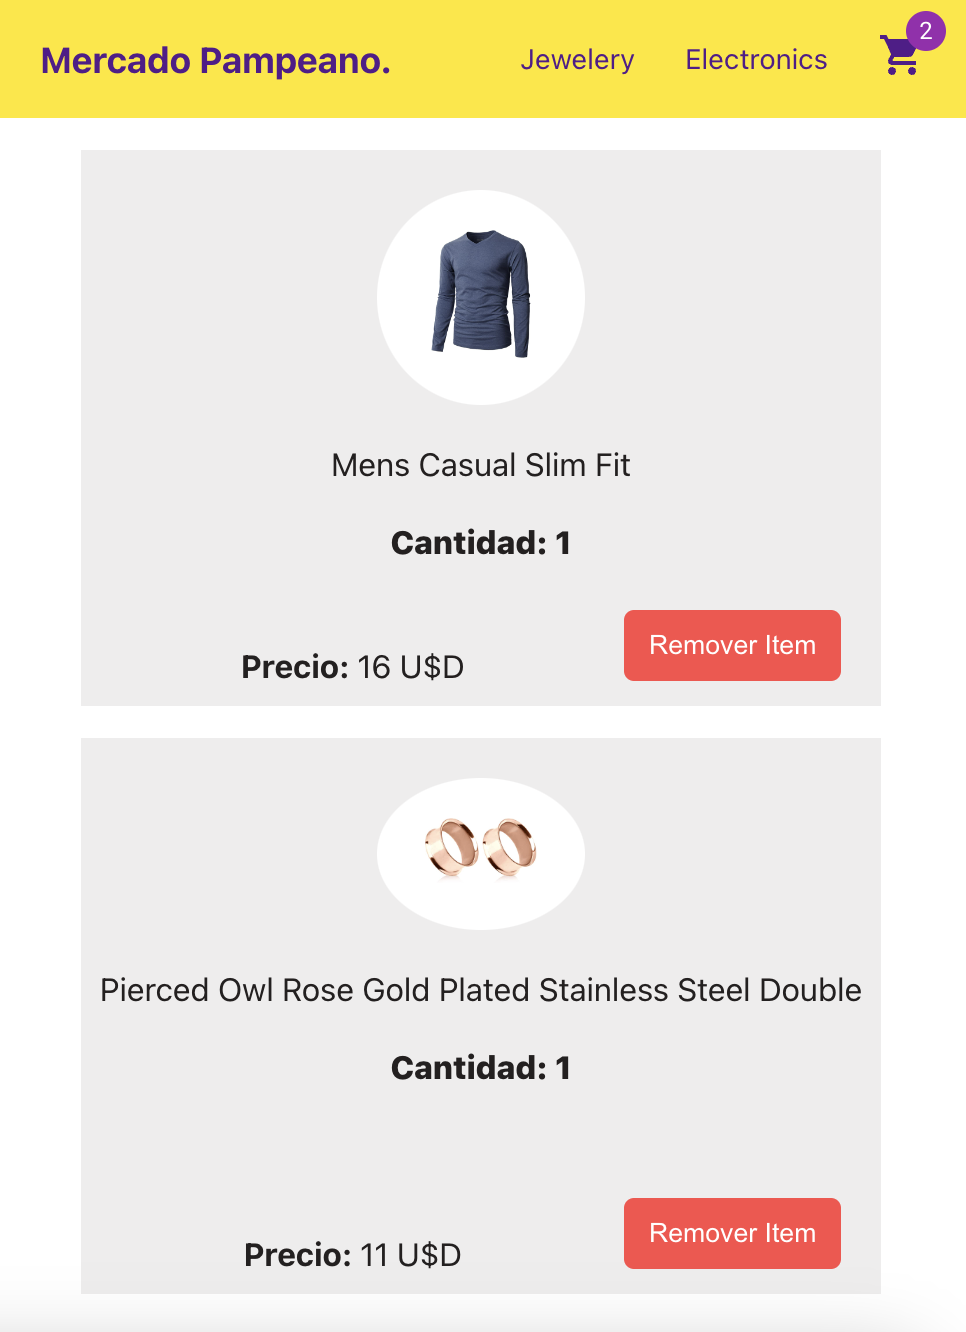 Mercado Pampeano.
Jewelery
Electronics
2
Mens Casual Slim Fit
Cantidad: 1
Precio: 16 U$D
Remover Item
Pierced Owl Rose Gold Plated Stainless Steel Double
Cantidad: 1
Precio: 11 U$D
Remover Item